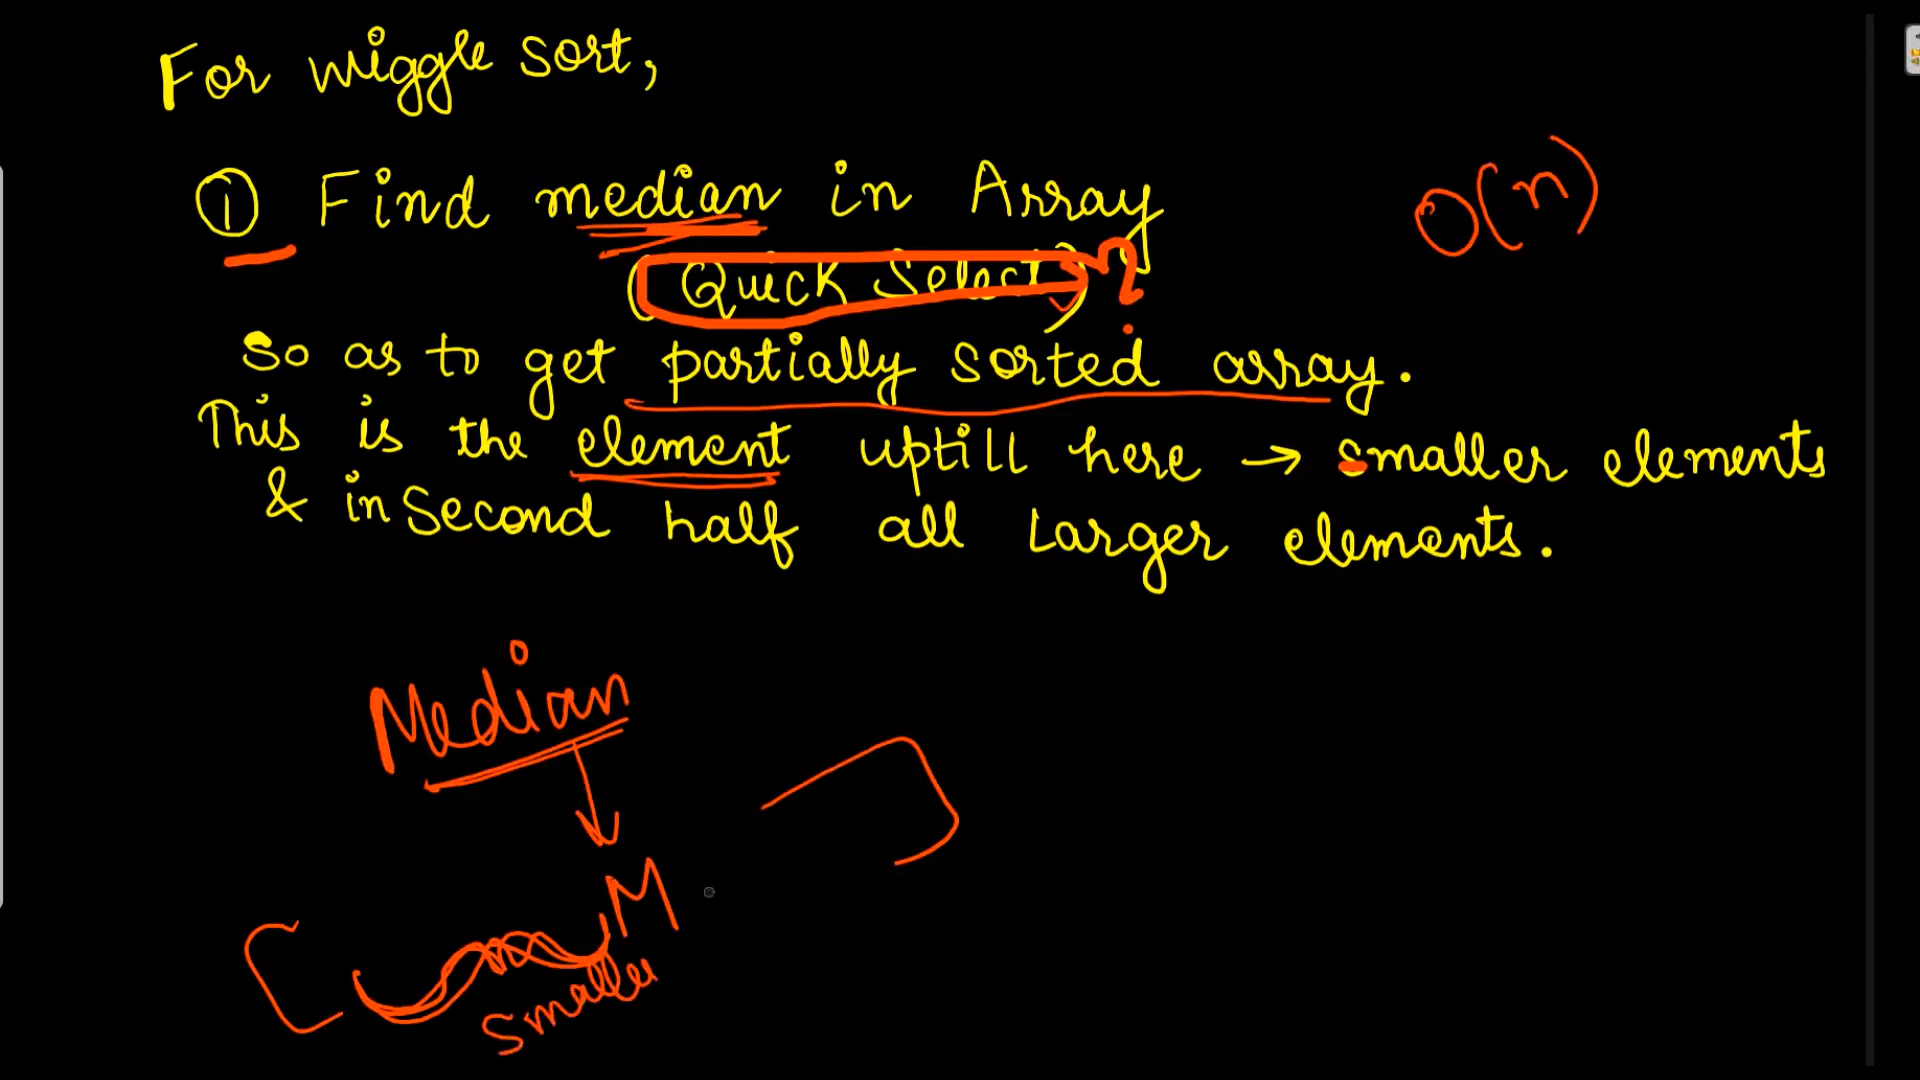 For wiggle sort,
① Find median in Array
O(n)
(Quick Select) ?
So as to get partially sorted array.
This is the element uptill here → smaller elements
& in Second half all Larger elements.
Median
M
Smaller